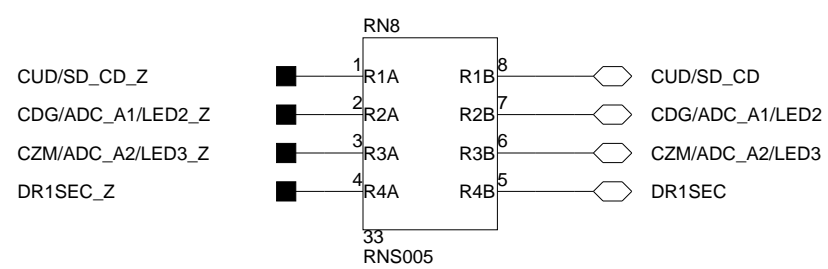 RN8
CUD/SD_CD_Z 1 R1A R1B 8 CUD/SD_CD
CDG/ADC_A1/LED2_Z 2 R2A R2B 7 CDG/ADC_A1/LED2
CZM/ADC_A2/LED3_Z 3 R3A R3B 6 CZM/ADC_A2/LED3
DR1SEC_Z 4 R4A R4B 5 DR1SEC
33
RNS005